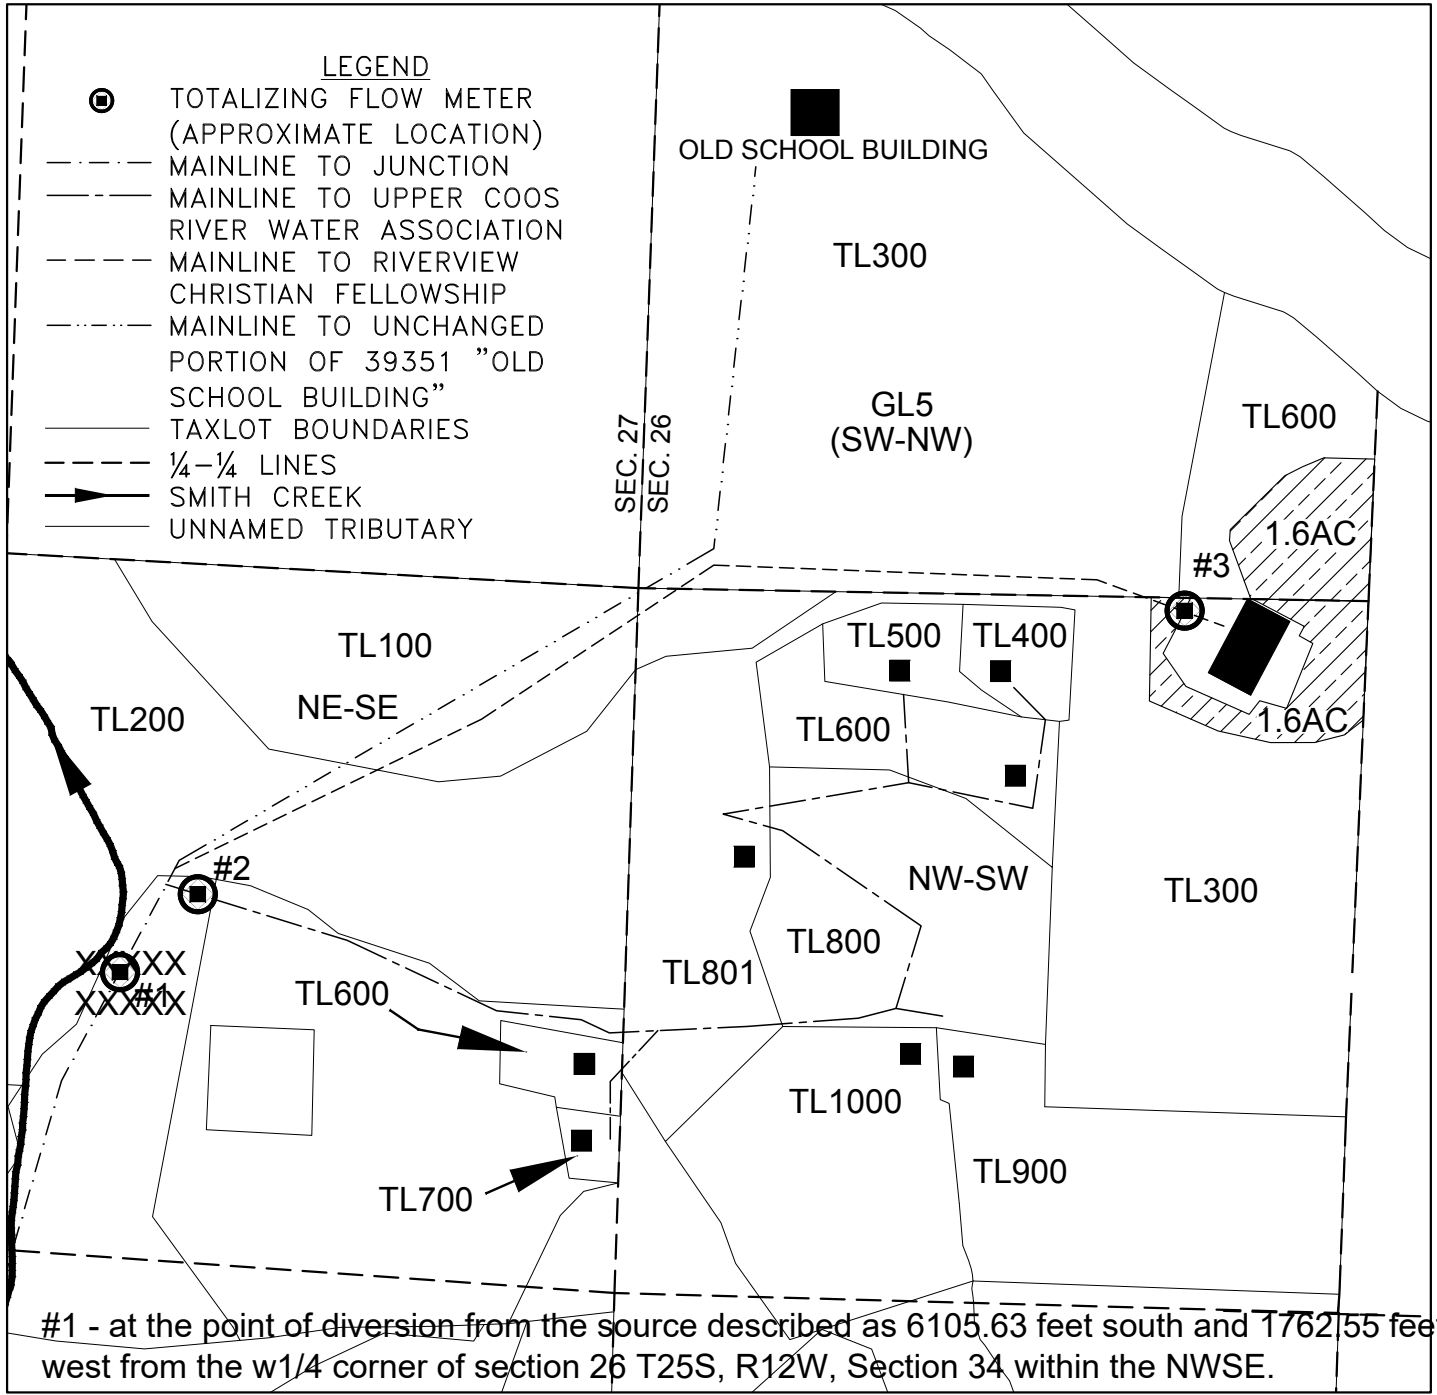 LEGEND
TOTALIZING FLOW METER
(APPROXIMATE LOCATION)
MAINLINE TO JUNCTION
MAINLINE TO UPPER COOS
RIVER WATER ASSOCIATION
MAINLINE TO RIVERVIEW
CHRISTIAN FELLOWSHIP
MAINLINE TO UNCHANGED
PORTION OF 39351 "OLD
SCHOOL BUILDING"
TAXLOT BOUNDARIES
¼-¼ LINES
SMITH CREEK
UNNAMED TRIBUTARY
OLD SCHOOL BUILDING
TL300
GL5
(SW-NW)
SEC. 27
SEC. 26
TL600
1.6AC
#3
1.6AC
TL100
NE-SE
TL200
TL500
TL400
TL600
#2
NW-SW
TL300
TL800
TL801
XXXXX
#1
XXXXX
TL600
TL1000
TL900
TL700
#1 - at the point of diversion from the source described as 6105.63 feet south and 1762.55 fee
west from the w1/4 corner of section 26 T25S, R12W, Section 34 within the NWSE.